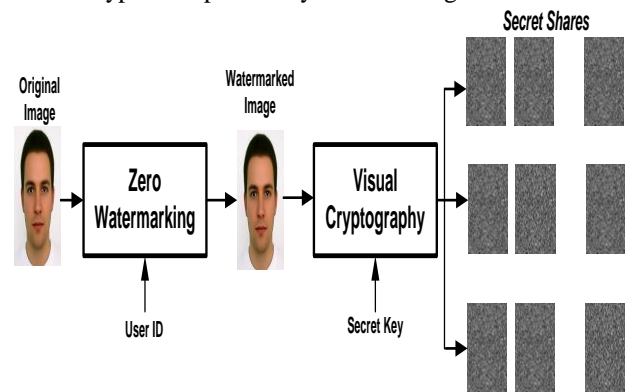 Secret Shares
Original
Image
Watermarked
Image
Zero
Watermarking
Visual
Cryptography
User ID
Secret Key